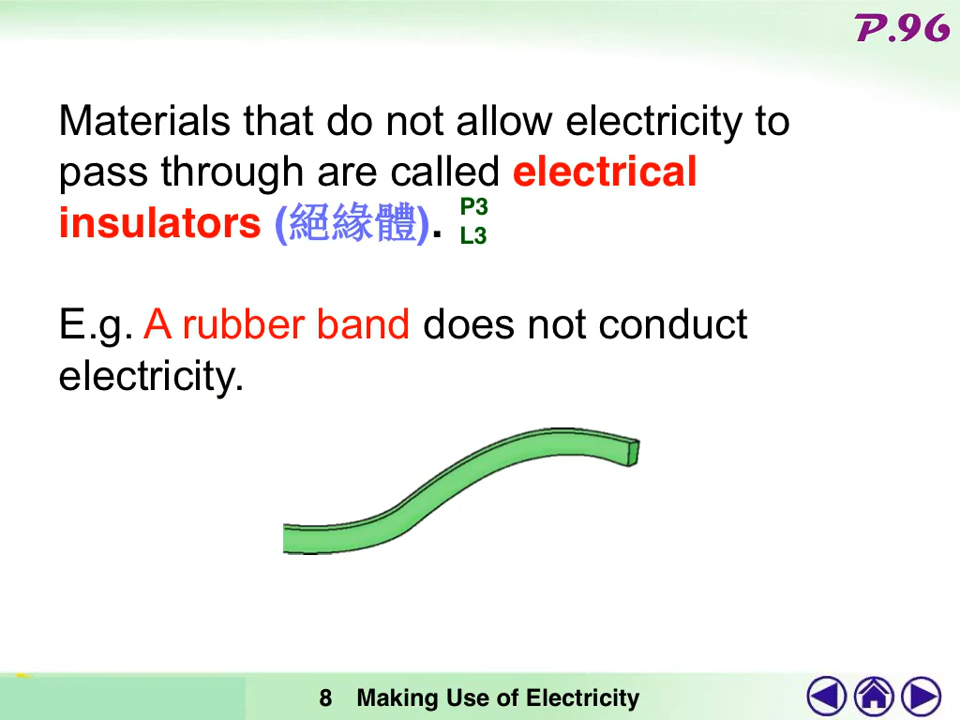 P.96
Materials that do not allow electricity to
pass through are called electrical
insulators (絕緣體). P3
L3
E.g. A rubber band does not conduct
electricity.
8 Making Use of Electricity